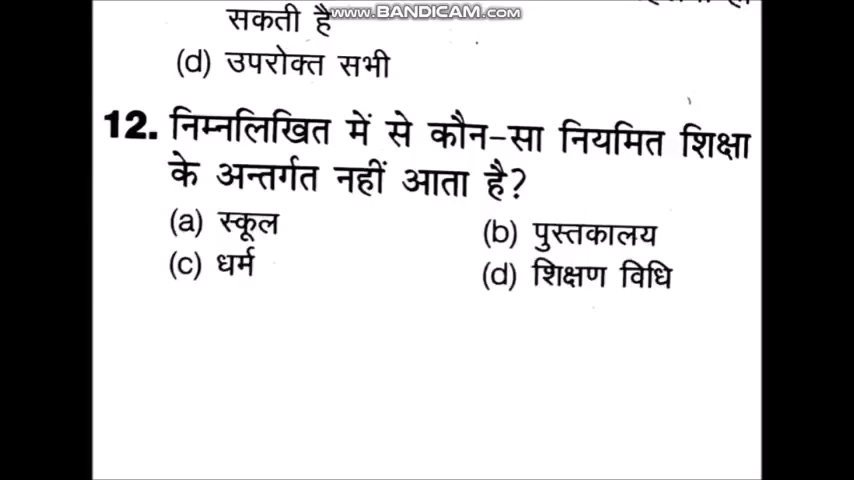 सकती है
www.BANDICAM.com
(d) उपरोक्त सभी
12. निम्नलिखित में से कौन-सा नियमित शिक्षा
के अन्तर्गत नहीं आता है?
(a) स्कूल
(b) पुस्तकालय
(c) धर्म
(d) शिक्षण विधि